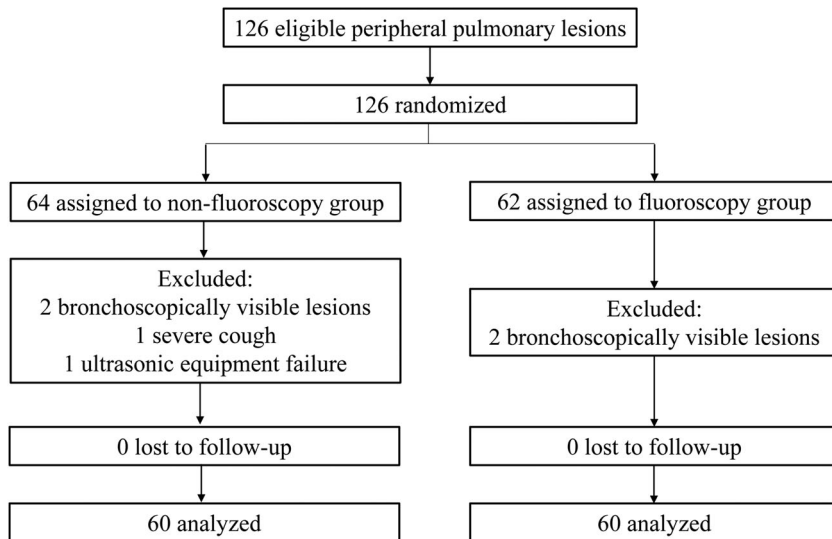 126 eligible peripheral pulmonary lesions
126 randomized
64 assigned to non-fluoroscopy group
62 assigned to fluoroscopy group
Excluded:
2 bronchoscopically visible lesions
1 severe cough
1 ultrasonic equipment failure
Excluded:
2 bronchoscopically visible lesions
0 lost to follow-up
0 lost to follow-up
60 analyzed
60 analyzed